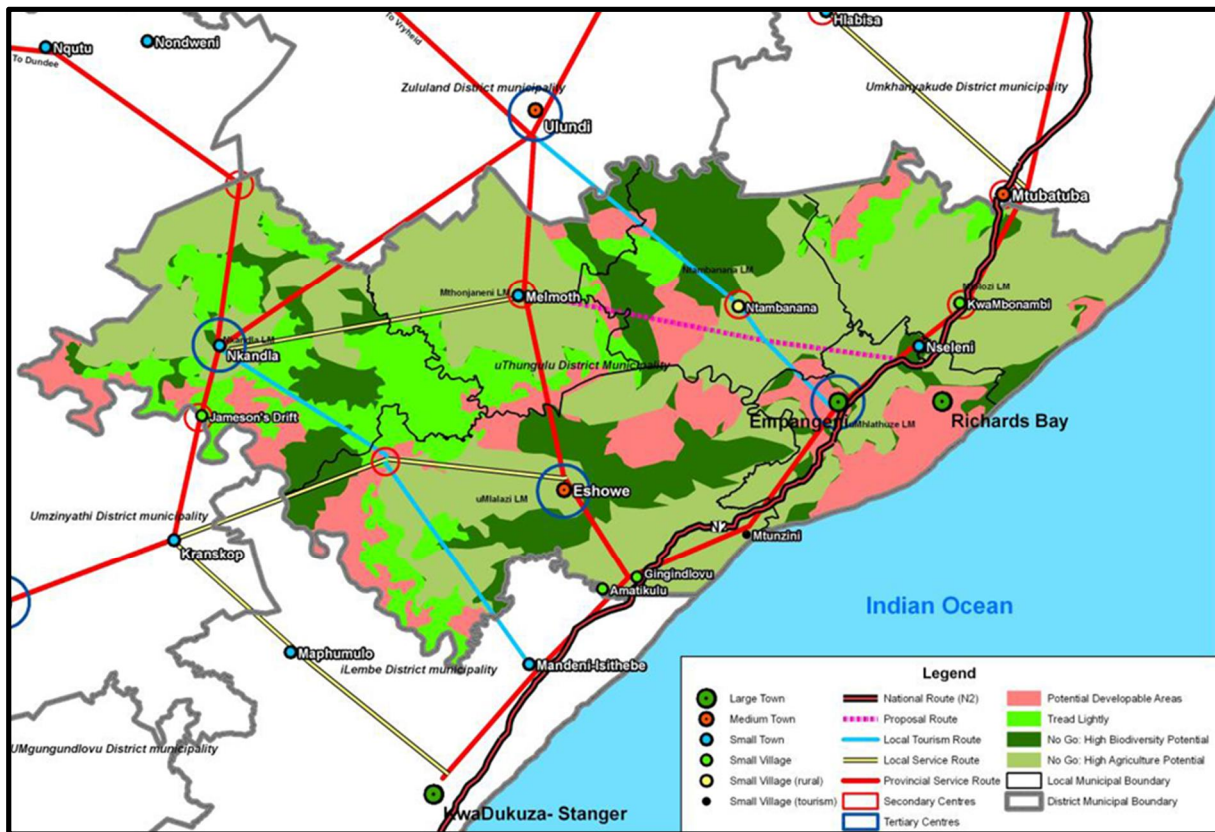 Hlabisa
Nqutu
Nondweni
To Dundee
To Vryheid
Zululand District municipality
Umkhanyakude District municipality
Ulundi
Mtubatuba
Ntambanana LM
Mthonjaneni LM
Melmoth
Ntambanana
KwaMbonambi
Nkandla LM
Nkandla
Nseleni
uThungulu District Municipality
Jameson's Drift
Empangeni
Richards Bay
uMhlathuze LM
Eshowe
uMlalazi LM
Umzinyathi District municipality
N2
Kranskop
Mtunzini
Gingindlovu
Amatikulu
Indian Ocean
Maphumulo
iLembe District municipality
Mandeni-Isithebe
UMgungundlovu District municipality
KwaDukuza- Stanger
Legend
Large Town
Medium Town
Small Town
Small Village
Small Village (rural)
Small Village (tourism)
National Route (N2)
Proposal Route
Local Tourism Route
Local Service Route
Provincial Service Route
Secondary Centres
Tertiary Centres
Potential Developable Areas
Tread Lightly
No Go: High Biodiversity Potential
No Go: High Agriculture Potential
Local Municipal Boundary
District Municipal Boundary